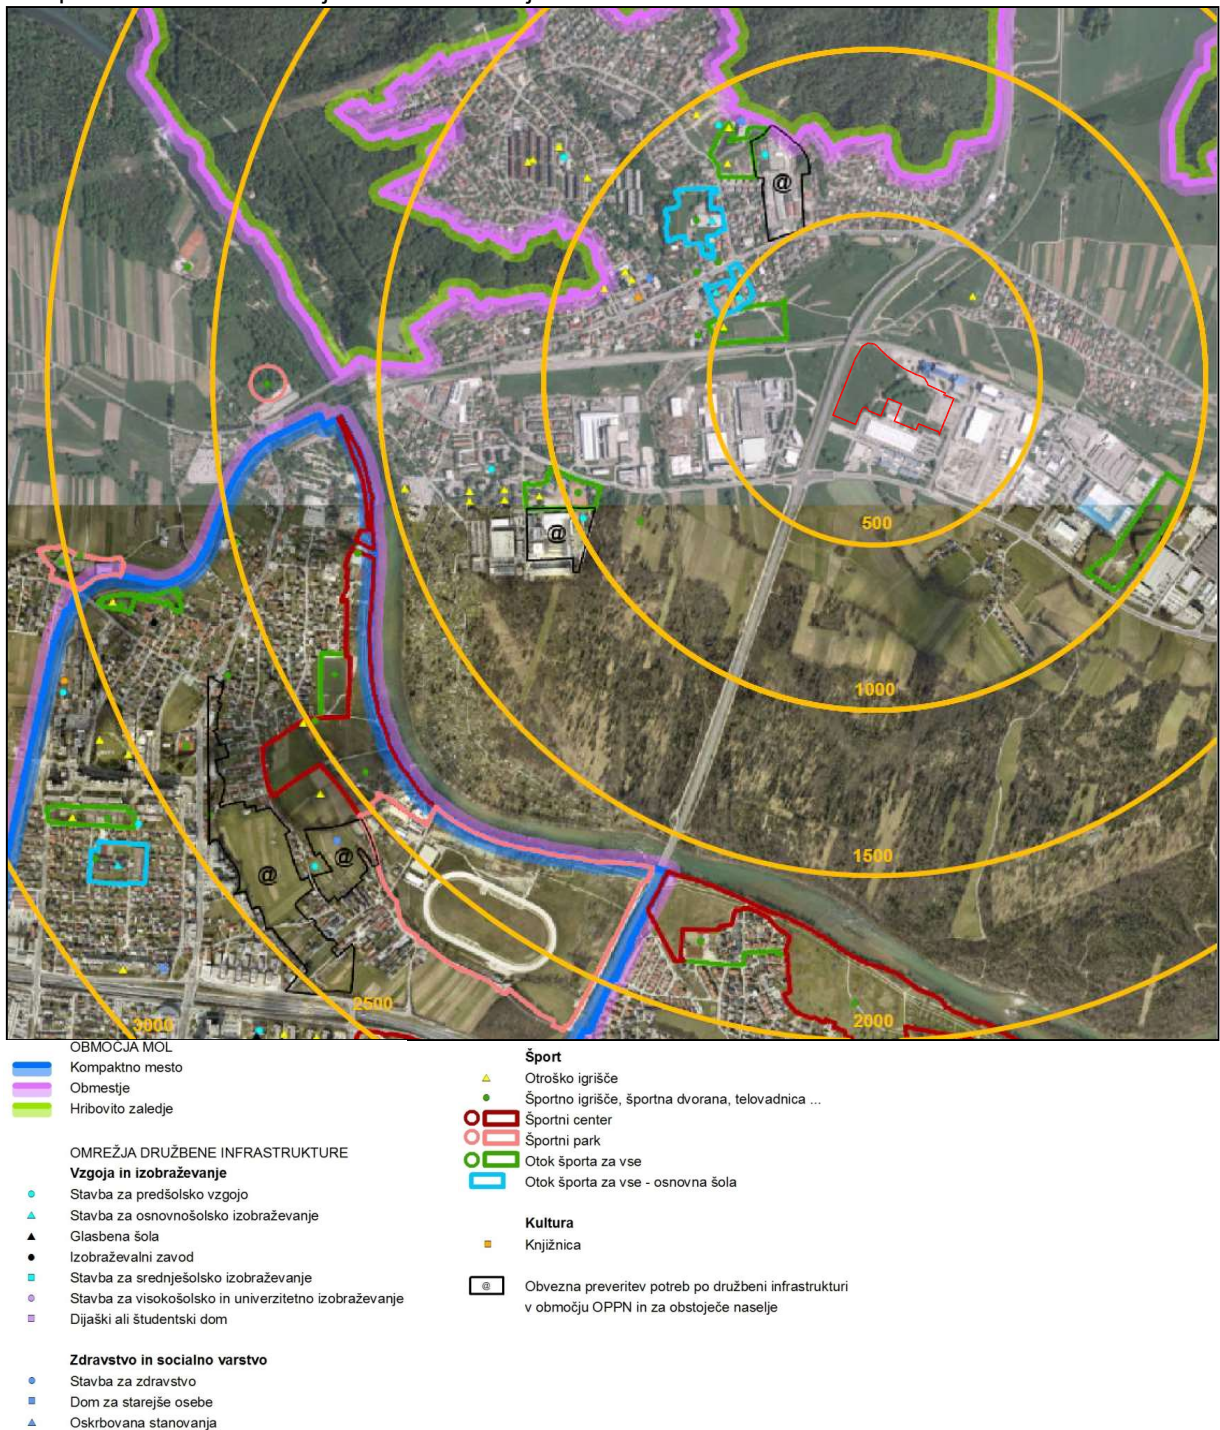 @
500
@
1000
1500
@
@
2500
3000
2000
OBMOČJA MOL
Kompaktno mesto
Obmestje
Hribovito zaledje
OMREŽJA DRUŽBENE INFRASTRUKTURE
Vzgoja in izobraževanje
Stavba za predšolsko vzgojo
Stavba za osnovnošolsko izobraževanje
Glasbena šola
Izobraževalni zavod
Stavba za srednješolsko izobraževanje
Stavba za visokošolsko in univerzitetno izobraževanje
Dijaški ali študentski dom
Zdravstvo in socialno varstvo
Stavba za zdravstvo
Dom za starejše osebe
Oskrbovana stanovanja
Šport
Otroško igrišče
Športno igrišče, športna dvorana, telovadnica ...
Športni center
Športni park
Otok športa za vse
Otok športa za vse - osnovna šola
Kultura
Knjižnica
@ Obvezna preveritev potreb po družbeni infrastrukturi
v območju OPPN in za obstoječe naselje